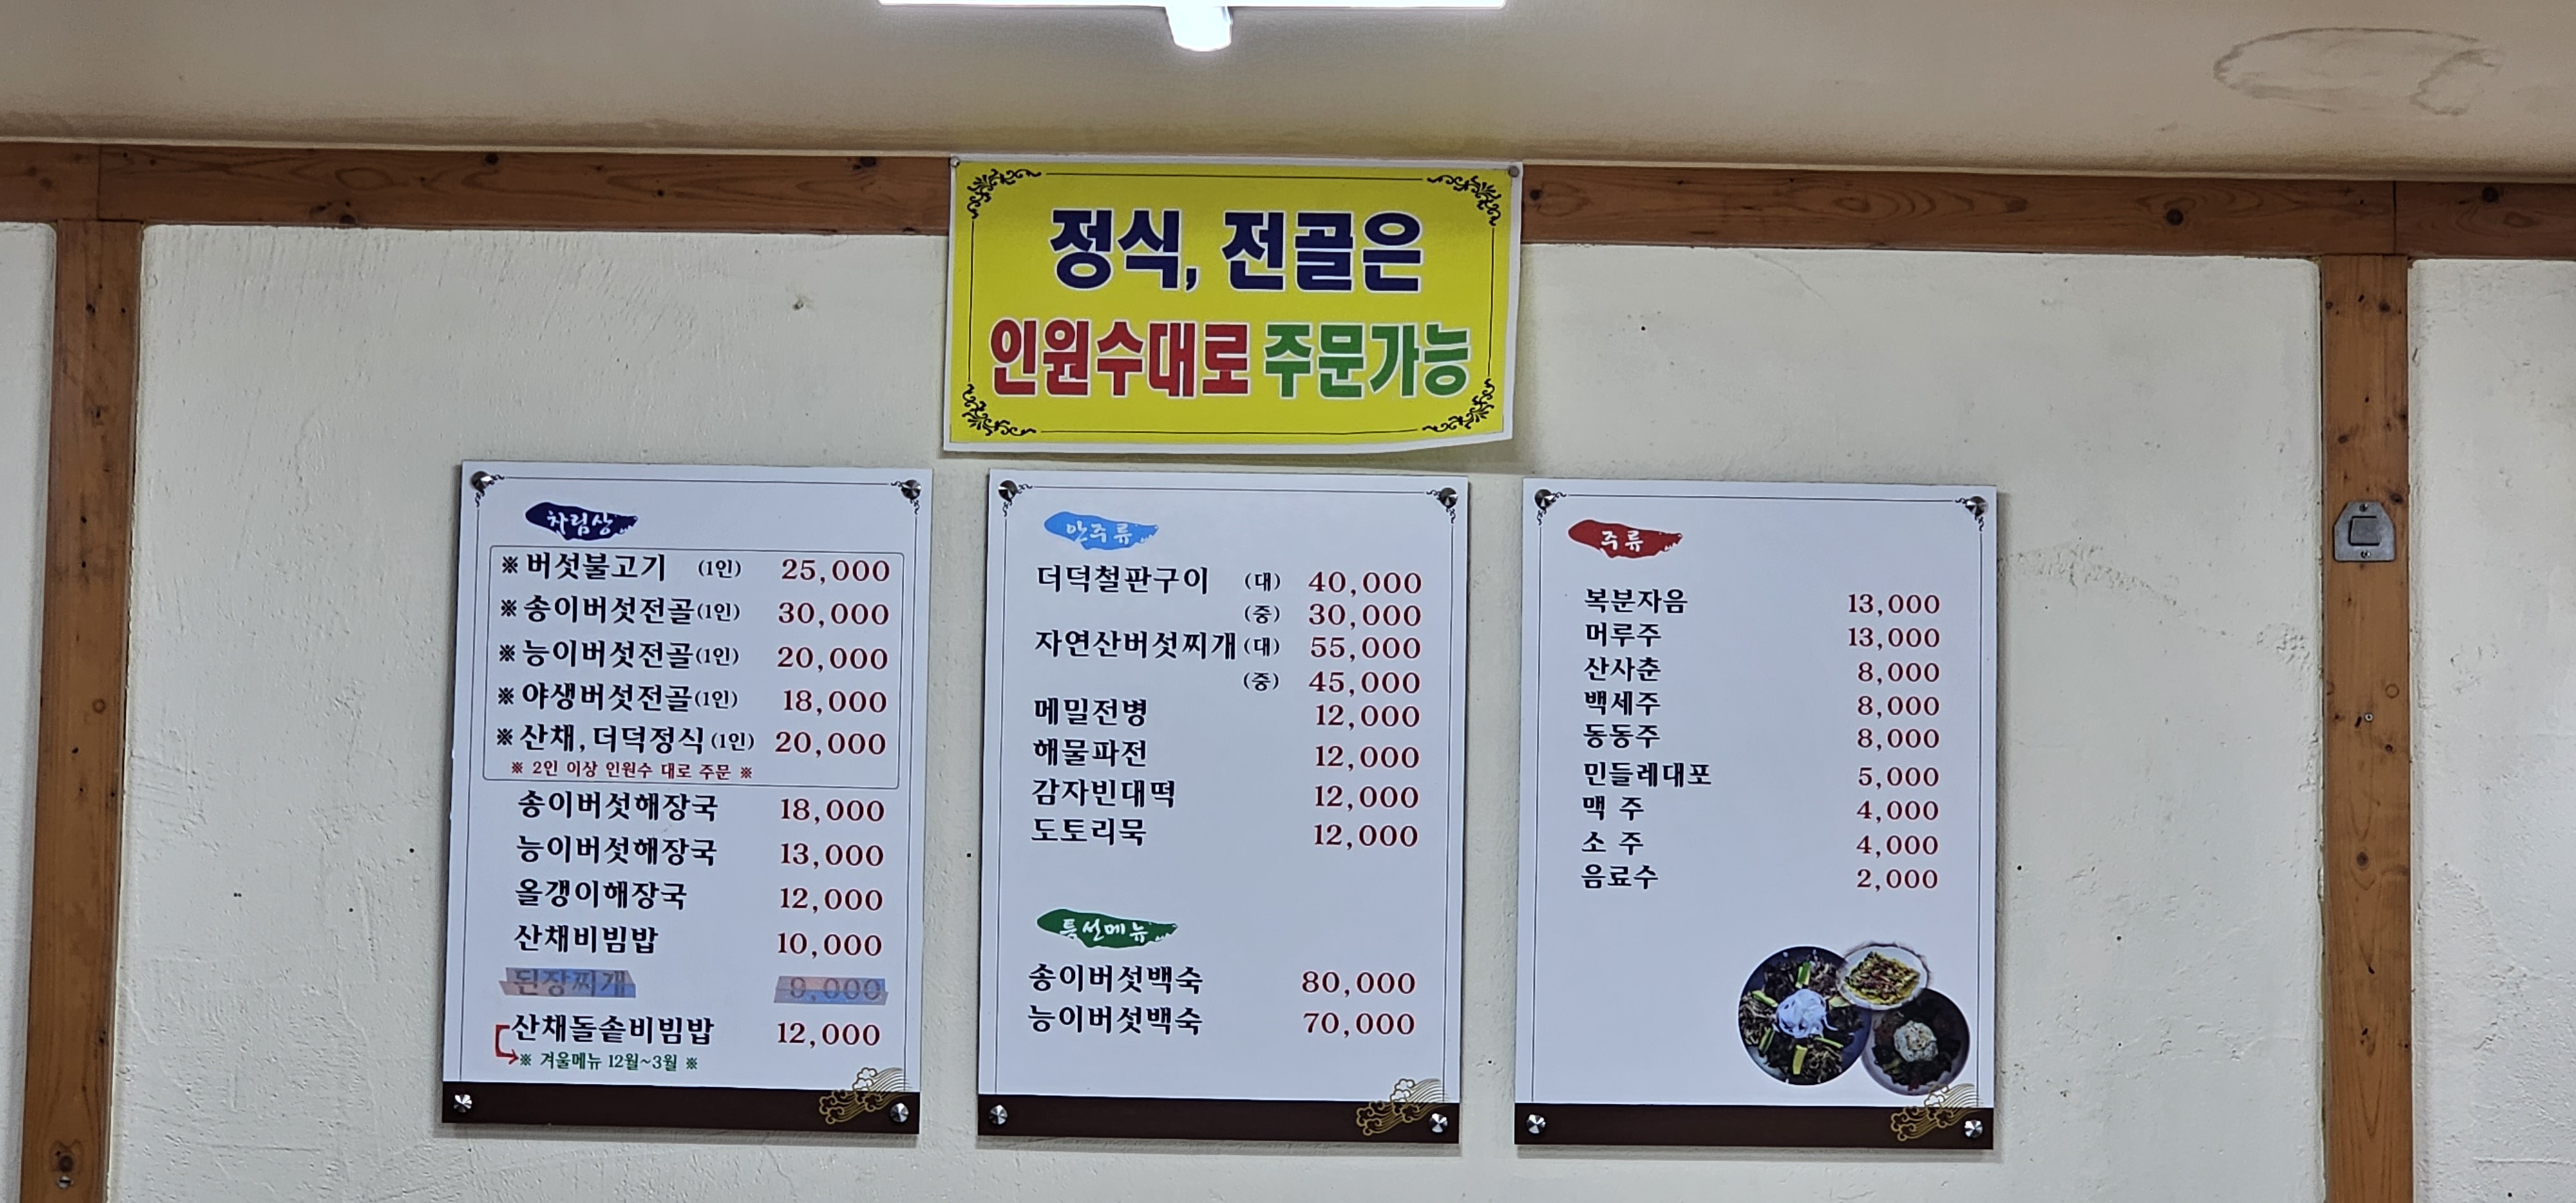 정식, 전골은
인원수대로 주문가능
차림상
※ 버섯불고기 (1인) 25,000
※ 송이버섯전골 (1인) 30,000
※ 능이버섯전골 (1인) 20,000
※ 야생버섯전골 (1인) 18,000
※ 산채, 더덕정식 (1인) 20,000
※ 2인 이상 인원수 대로 주문 ※
송이버섯해장국 18,000
능이버섯해장국 13,000
올갱이해장국 12,000
산채비빔밥 10,000
된장찌개 9,000
산채돌솥비빔밥 12,000
※ 겨울메뉴 12월~3월 ※
안주류
더덕철판구이 (대) 40,000
(중) 30,000
자연산버섯찌개 (대) 55,000
(중) 45,000
메밀전병 12,000
해물파전 12,000
감자빈대떡 12,000
도토리묵 12,000
특선메뉴
송이버섯백숙 80,000
능이버섯백숙 70,000
주류
복분자음 13,000
머루주 13,000
산사춘 8,000
백세주 8,000
동동주 8,000
민들레대포 5,000
맥 주 4,000
소 주 4,000
음료수 2,000